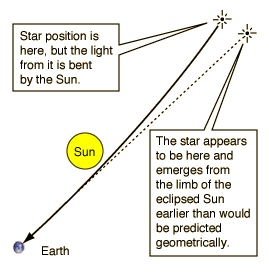 Star position is
here, but the light
from it is bent
by the Sun.
Sun
The star appears
to be here and
emerges from
the limb of the
eclipsed Sun
earlier than would
be predicted
geometrically.
Earth